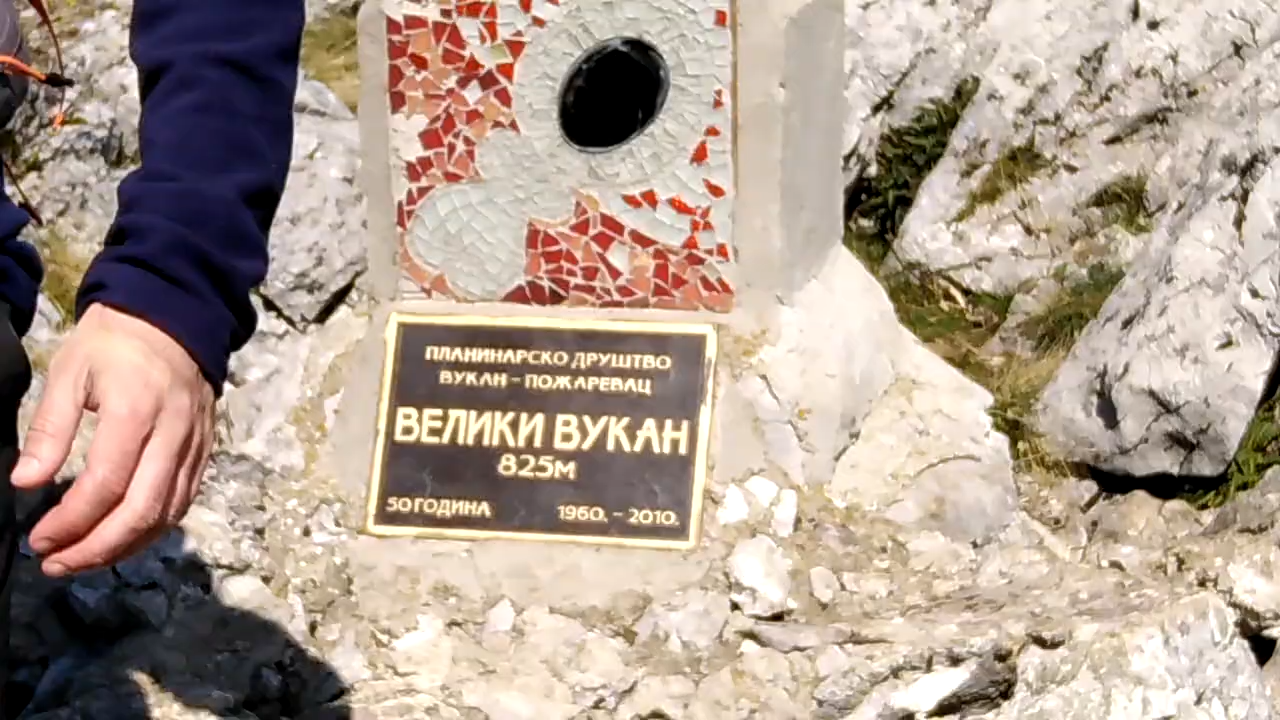 ПЛАНИНАРСКО ДРУШТВО
ВУКАН - ПОЖАРЕВАЦ
ВЕЛИКИ ВУКАН
825м
50 ГОДИНА 1960. - 2010.